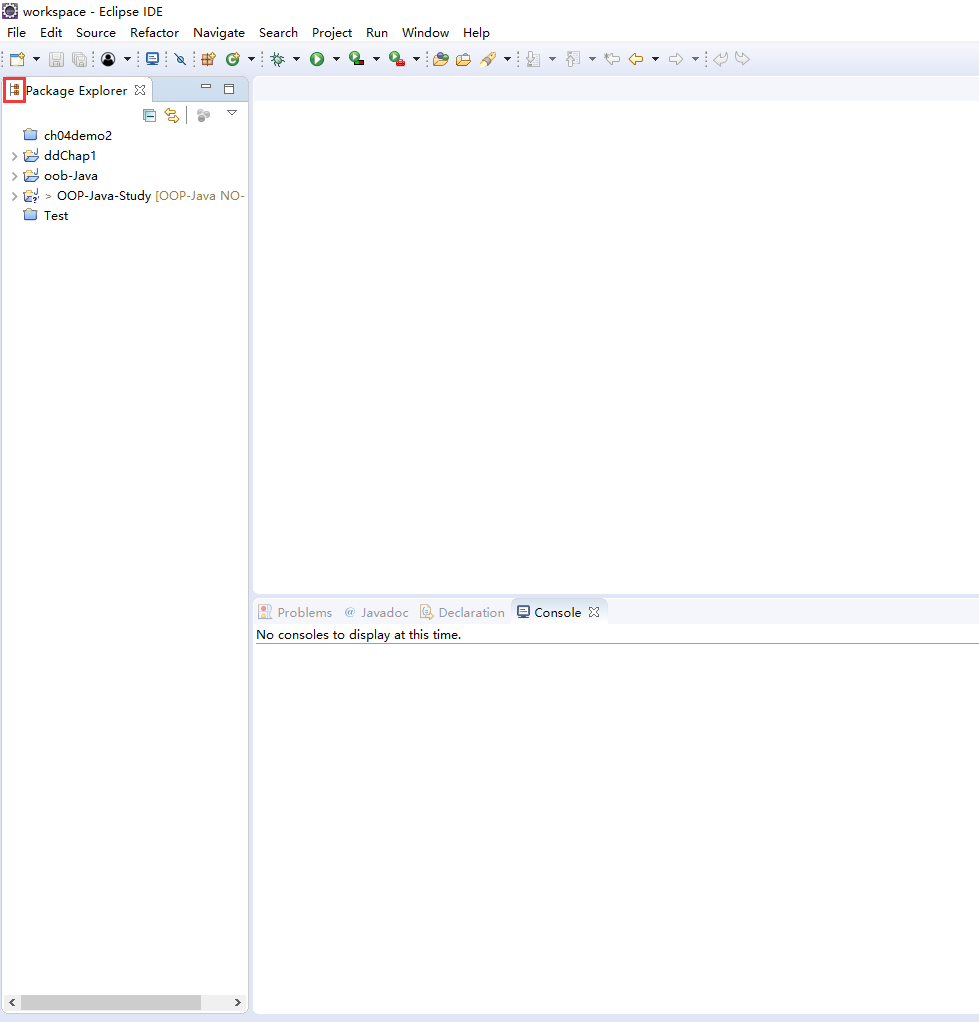 workspace - Eclipse IDE
File Edit Source Refactor Navigate Search Project Run Window Help
Package Explorer
ch04demo2
ddChap1
oob-Java
> OOP-Java-Study [OOP-Java NO-
Test
Problems @ Javadoc Declaration Console
No consoles to display at this time.